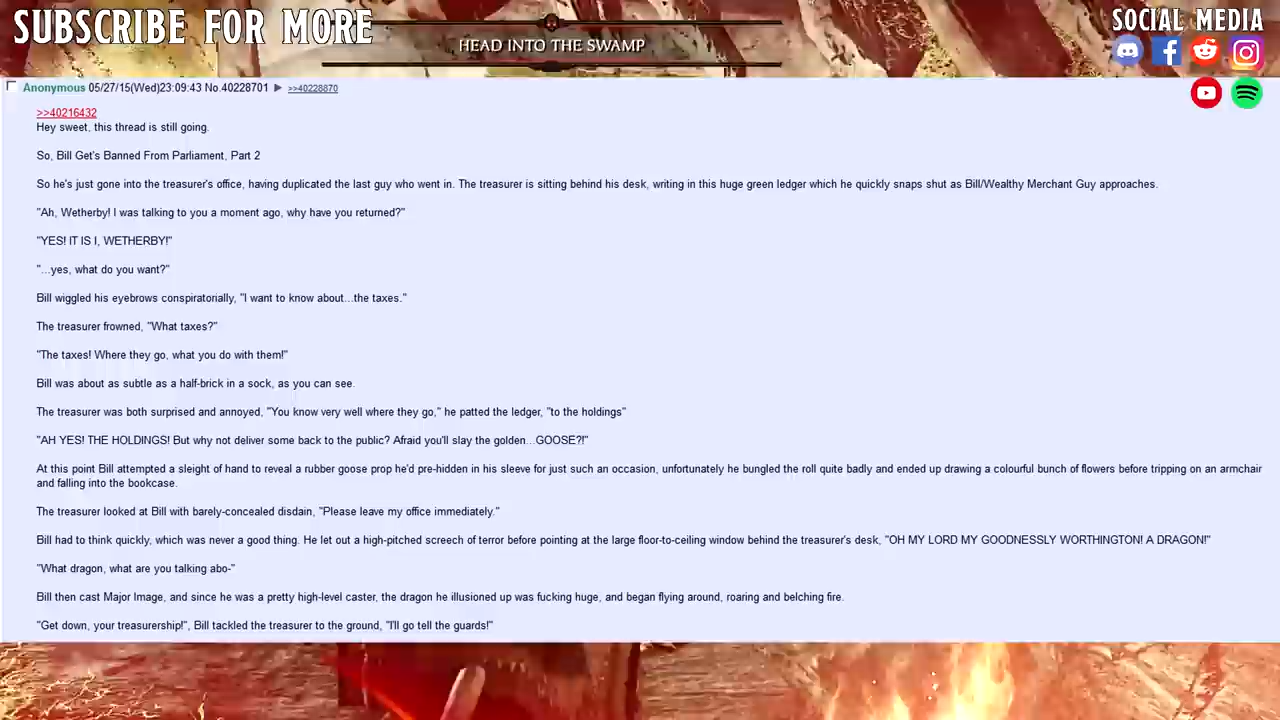 SUBSCRIBE FOR MORE
HEAD INTO THE SWAMP
SOCIAL MEDIA
Anonymous 05/27/15(Wed)23:09:43 No.40228701 ▶ >>40228870
>>40216432
Hey sweet, this thread is still going.
So, Bill Get's Banned From Parliament, Part 2
So he's just gone into the treasurer's office, having duplicated the last guy who went in. The treasurer is sitting behind his desk, writing in this huge green ledger which he quickly snaps shut as Bill/Wealthy Merchant Guy approaches.
"Ah, Wetherby! I was talking to you a moment ago, why have you returned?"
"YES! IT IS I, WETHERBY!"
"...yes, what do you want?"
Bill wiggled his eyebrows conspiratorially, "I want to know about...the taxes."
The treasurer frowned, "What taxes?"
"The taxes! Where they go, what you do with them!"
Bill was about as subtle as a half-brick in a sock, as you can see.
The treasurer was both surprised and annoyed, "You know very well where they go," he patted the ledger, "to the holdings"
"AH YES! THE HOLDINGS! But why not deliver some back to the public? Afraid you'll slay the golden...GOOSE?!"
At this point Bill attempted a sleight of hand to reveal a rubber goose prop he'd pre-hidden in his sleeve for just such an occasion, unfortunately he bungled the roll quite badly and ended up drawing a colourful bunch of flowers before tripping on an armchair
and falling into the bookcase.
The treasurer looked at Bill with barely-concealed disdain, "Please leave my office immediately."
Bill had to think quickly, which was never a good thing. He let out a high-pitched screech of terror before pointing at the large floor-to-ceiling window behind the treasurer's desk, "OH MY LORD MY GOODNESSLY WORTHINGTON! A DRAGON!"
"What dragon, what are you talking abo-"
Bill then cast Major Image, and since he was a pretty high-level caster, the dragon he illusioned up was fucking huge, and began flying around, roaring and belching fire.
"Get down, your treasurership!", Bill tackled the treasurer to the ground, "I'll go tell the guards!"